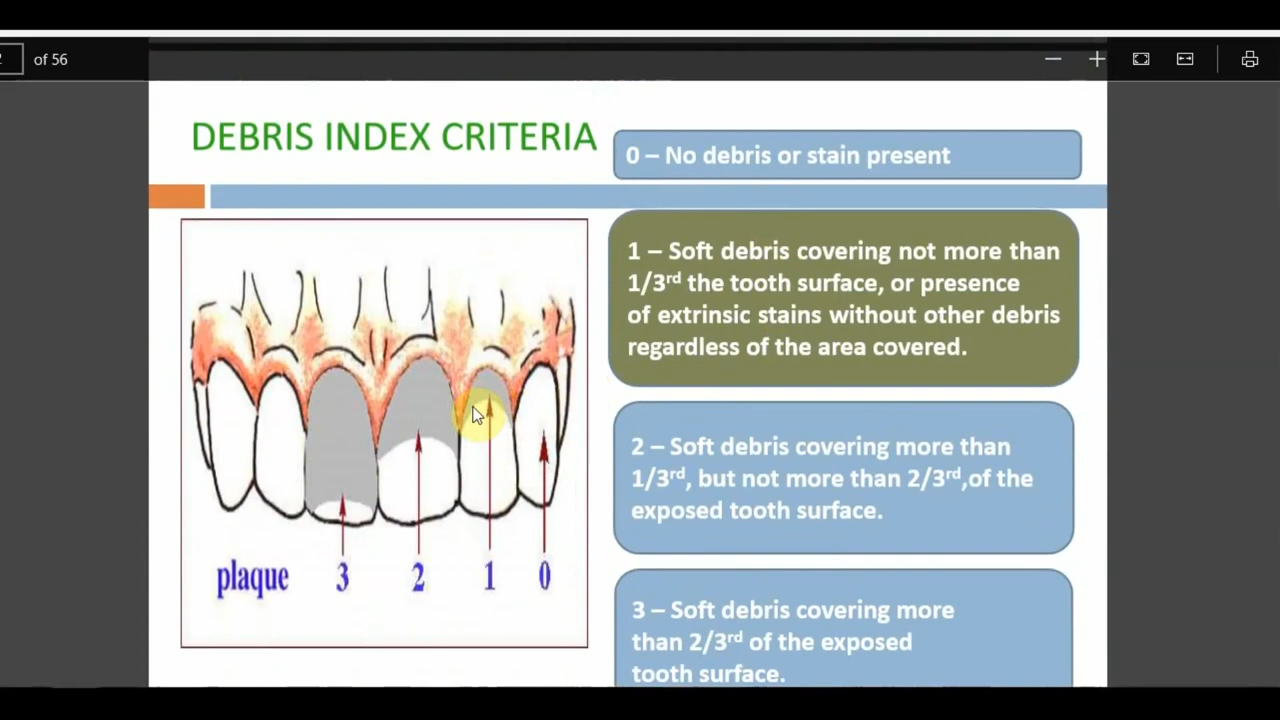 of 56
DEBRIS INDEX CRITERIA
0 – No debris or stain present
1 – Soft debris covering not more than
1/3rd the tooth surface, or presence
of extrinsic stains without other debris
regardless of the area covered.
2 – Soft debris covering more than
1/3rd, but not more than 2/3rd,of the
exposed tooth surface.
3 – Soft debris covering more
than 2/3rd of the exposed
tooth surface.
plaque 3 2 1 0